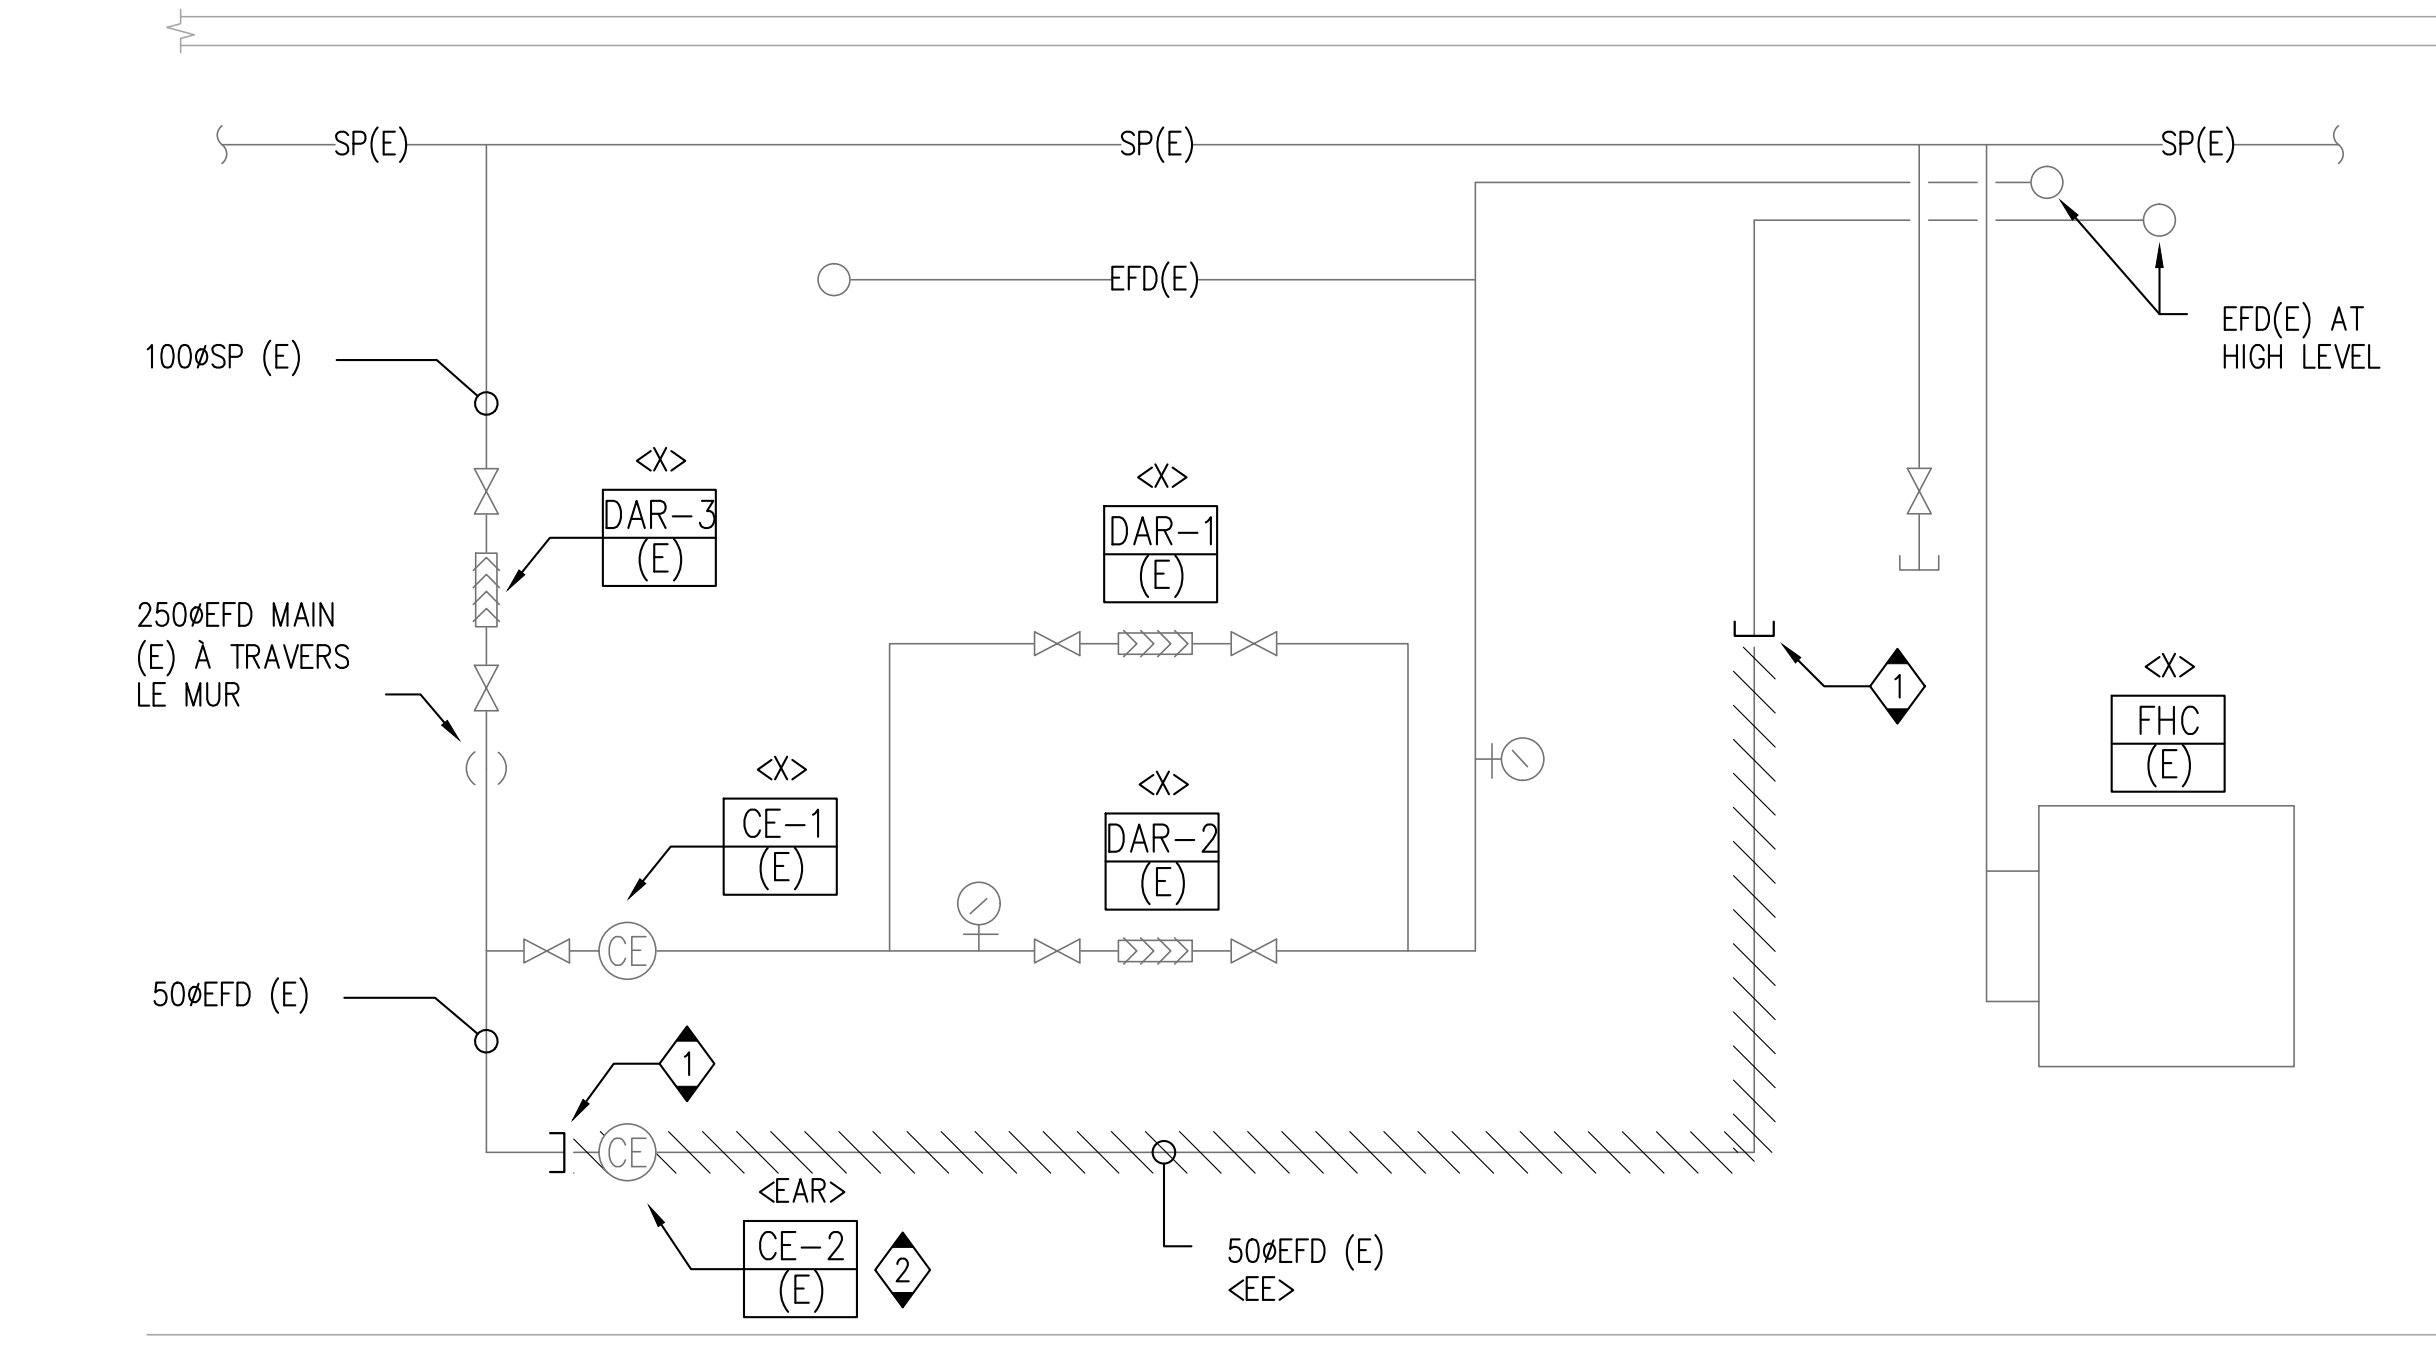 SP(E)
SP(E)
SP(E)
EFD(E)
EFD(E) AT
HIGH LEVEL
100øSP (E)
<X>
DAR-3
(E)
<X>
DAR-1
(E)
250øEFD MAIN
(E) À TRAVERS
LE MUR
1
<X>
FHC
(E)
<X>
CE-1
(E)
<X>
DAR-2
(E)
CE
50øEFD (E)
1
CE
<EAR>
CE-2
(E)
2
50øEFD (E)
<EE>